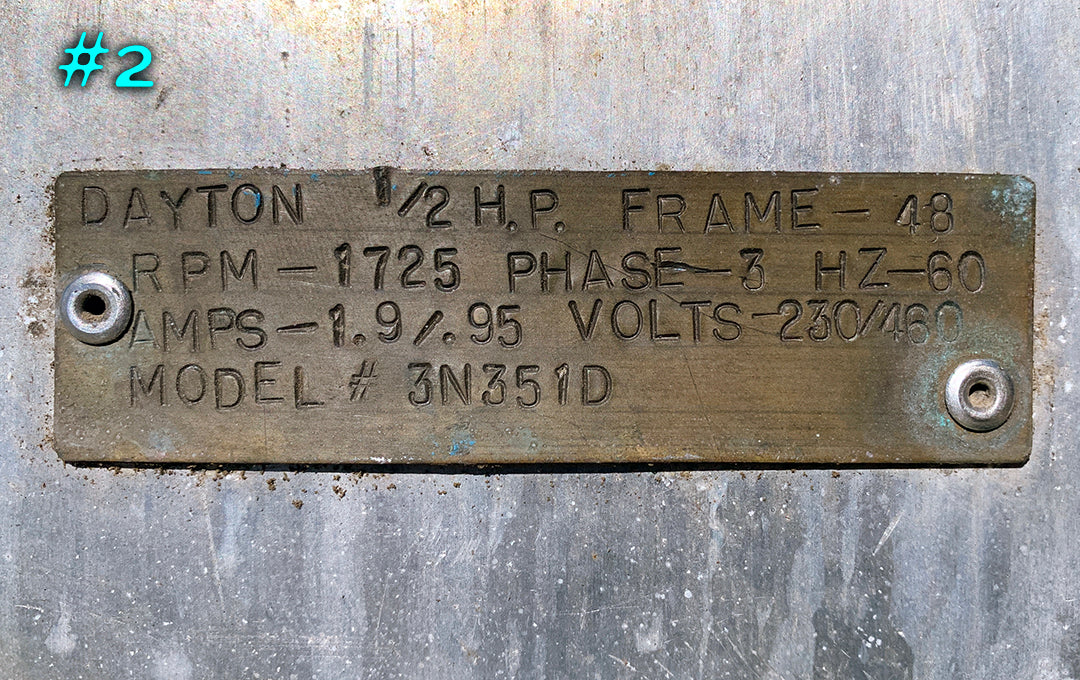 #2
DAYTON 1/2 H.P. FRAME-48
RPM-1725 PHASE-3 HZ-60
AMPS-1.9/.95 VOLTS-230/460
MODEL # 3N351D